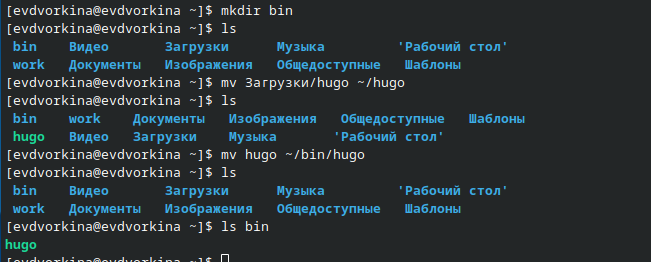 [evdvorkina@evdvorkina ~]$ mkdir bin
[evdvorkina@evdvorkina ~]$ ls
bin Видео Загрузки Музыка 'Рабочий стол'
work Документы Изображения Общедоступные Шаблоны
[evdvorkina@evdvorkina ~]$ mv Загрузки/hugo ~/hugo
[evdvorkina@evdvorkina ~]$ ls
bin work Документы Изображения Общедоступные Шаблоны
hugo Видео Загрузки Музыка 'Рабочий стол'
[evdvorkina@evdvorkina ~]$ mv hugo ~/bin/hugo
[evdvorkina@evdvorkina ~]$ ls
bin Видео Загрузки Музыка 'Рабочий стол'
work Документы Изображения Общедоступные Шаблоны
[evdvorkina@evdvorkina ~]$ ls bin
hugo
[evdvorkina@evdvorkina ~]$